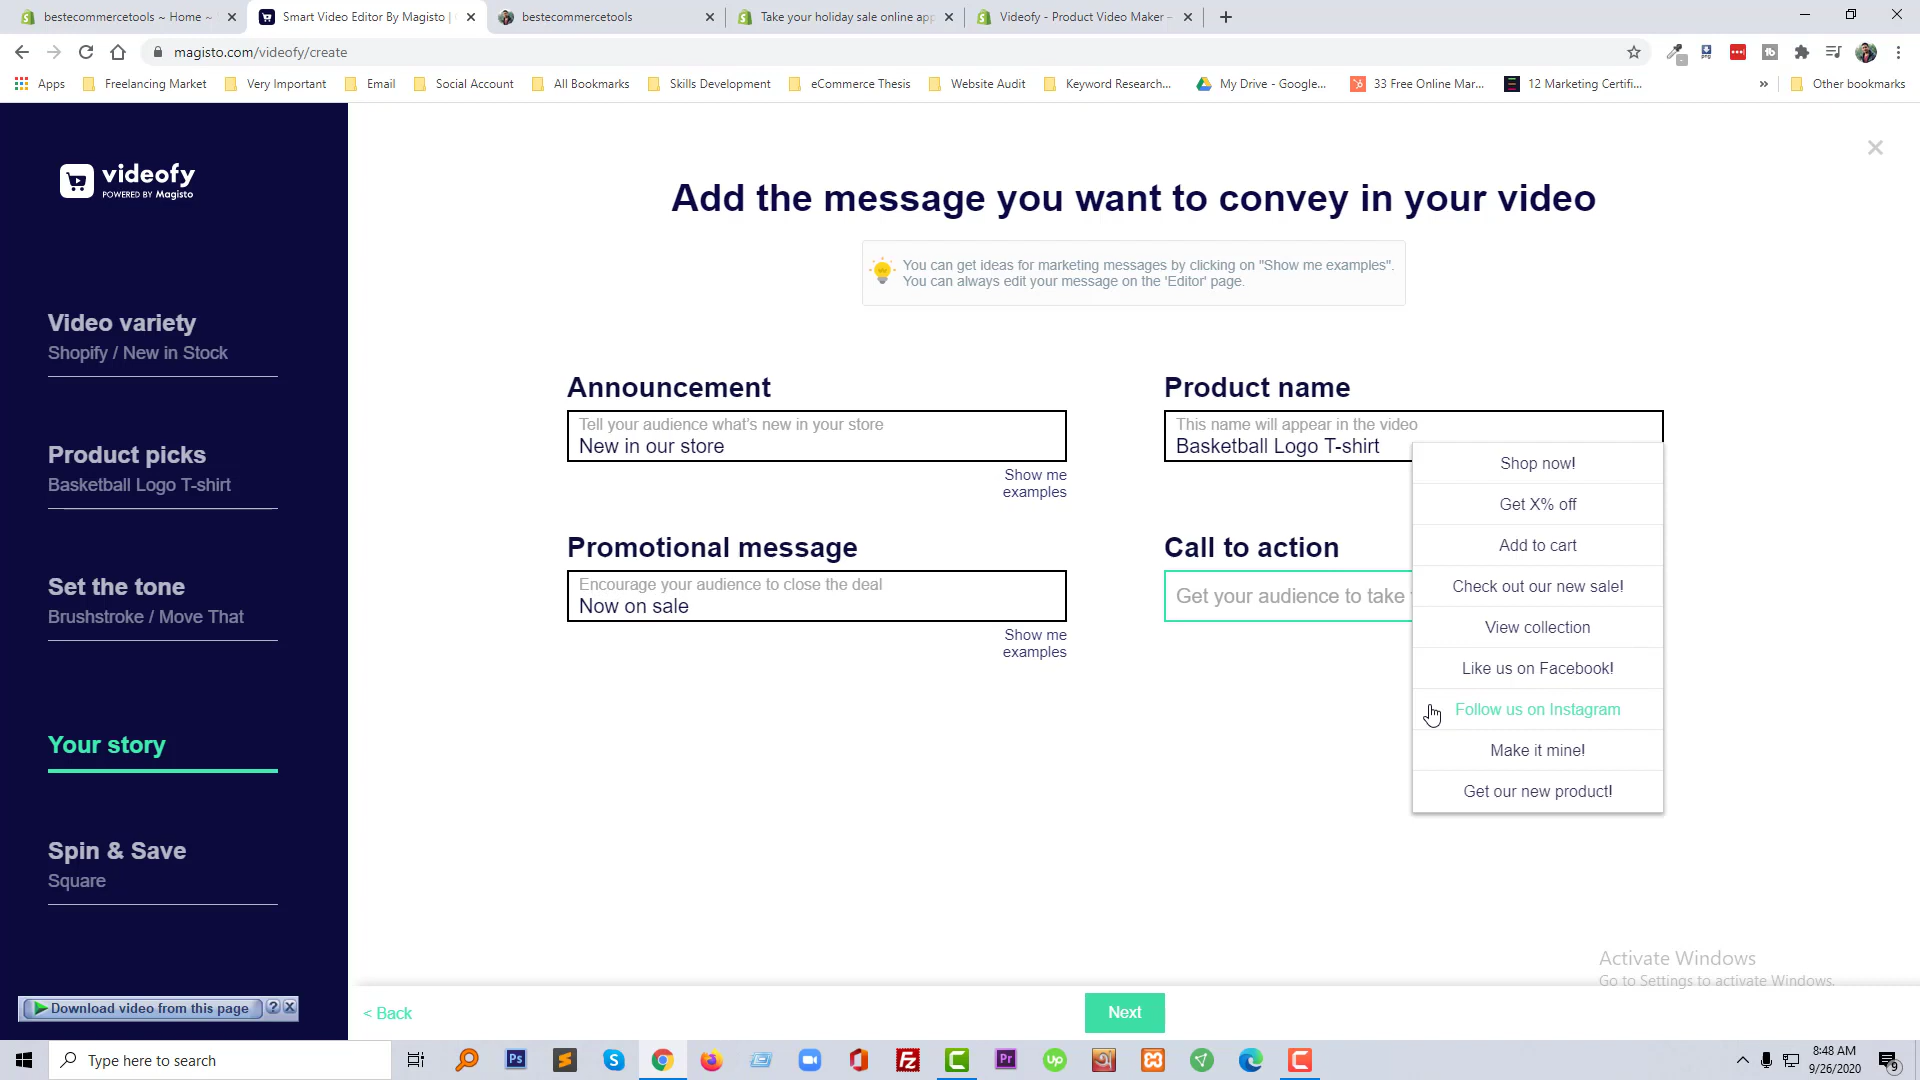 bestecommercetools ~ Home ~
Smart Video Editor By Magisto |
bestecommercetools
Take your holiday sale online app
Videofy - Product Video Maker –
magisto.com/videofy/create
Apps
Freelancing Market
Very Important
Email
Social Account
All Bookmarks
Skills Development
eCommerce Thesis
Website Audit
Keyword Research...
My Drive - Google...
33 Free Online Mar...
12 Marketing Certifi...
Other bookmarks
videofy
POWERED BY Magisto
Video variety
Shopify / New in Stock
Product picks
Basketball Logo T-shirt
Set the tone
Brushstroke / Move That
Your story
Spin & Save
Square
Download video from this page
Add the message you want to convey in your video
You can get ideas for marketing messages by clicking on "Show me examples".
You can always edit your message on the 'Editor' page.
Announcement
Tell your audience what's new in your store
New in our store
Show me
examples
Product name
This name will appear in the video
Basketball Logo T-shirt
Promotional message
Encourage your audience to close the deal
Now on sale
Show me
examples
Call to action
Get your audience to take
Shop now!
Get X% off
Add to cart
Check out our new sale!
View collection
Like us on Facebook!
Follow us on Instagram
Make it mine!
Get our new product!
Activate Windows
Go to Settings to activate Windows.
< Back
Next
Type here to search
8:48 AM
9/26/2020